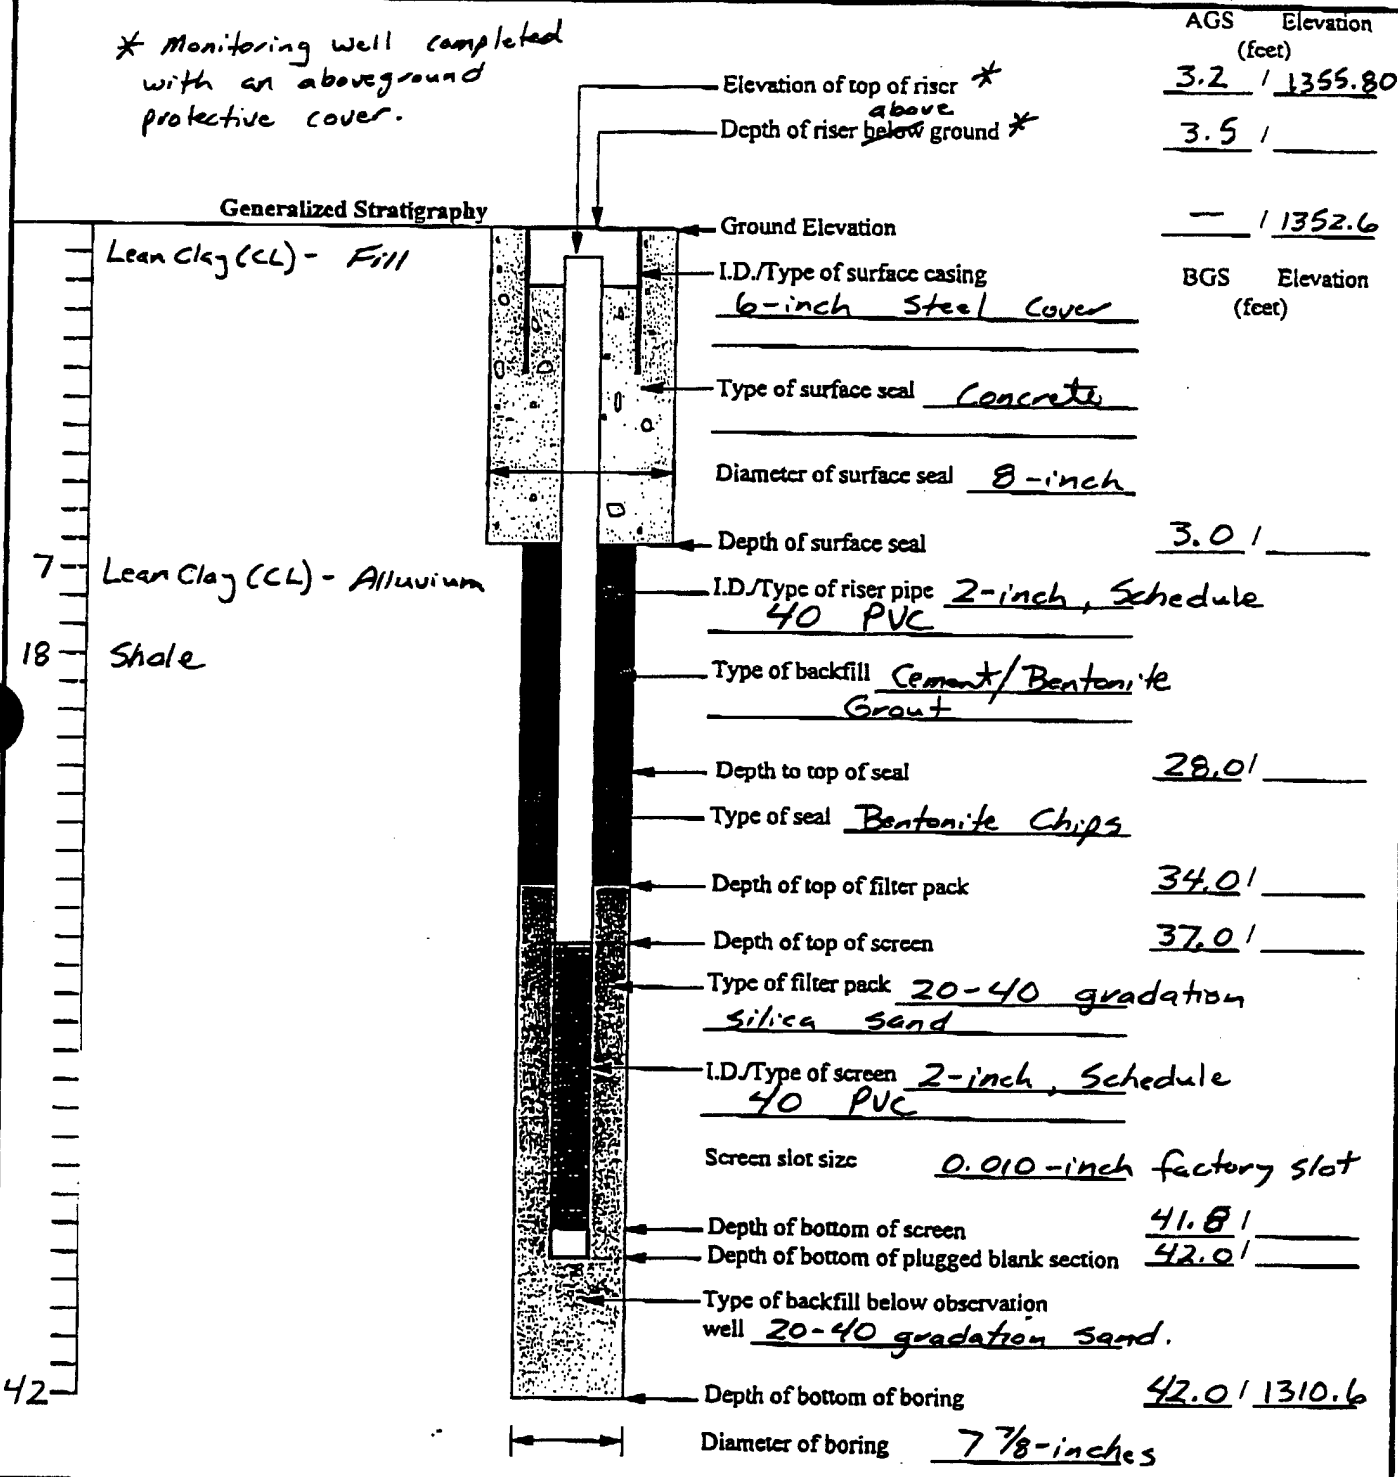 * Monitoring well completed
with an aboveground
protective cover.
AGS Elevation
(feet)
Elevation of top of riser * 3.2 / 1355.80
above
Depth of riser below ground * 3.5 /
Generalized Stratigraphy
Ground Elevation — / 1352.6
Lean Clay (CL) - Fill
I.D./Type of surface casing
6-inch Steel Cover
BGS Elevation
(feet)
Type of surface seal Concrete
Diameter of surface seal 8-inch
Depth of surface seal 3.0 /
7 Lean Clay (CL) - Alluvium
I.D./Type of riser pipe 2-inch, Schedule
40 PVC
18 Shale
Type of backfill Cement/Bentonite
Grout
Depth to top of seal 28.0 /
Type of seal Bentonite Chips
Depth of top of filter pack 34.0 /
Depth of top of screen 37.0 /
Type of filter pack 20-40 gradation
silica sand
I.D./Type of screen 2-inch, Schedule
40 PVC
Screen slot size 0.010-inch factory slot
Depth of bottom of screen 41.8 /
Depth of bottom of plugged blank section 42.0 /
Type of backfill below observation
well 20-40 gradation sand.
42
Depth of bottom of boring 42.0 / 1310.6
Diameter of boring 7 7/8-inches